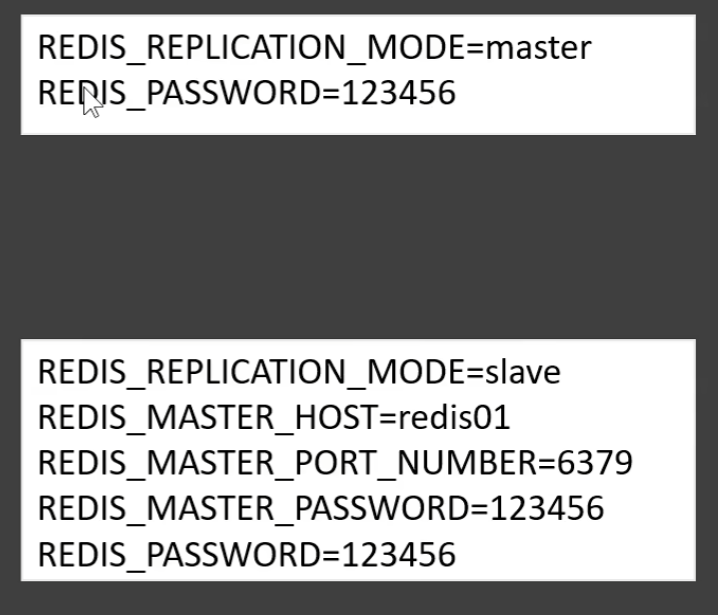 REDIS_REPLICATION_MODE=master
REDIS_PASSWORD=123456
REDIS_REPLICATION_MODE=slave
REDIS_MASTER_HOST=redis01
REDIS_MASTER_PORT_NUMBER=6379
REDIS_MASTER_PASSWORD=123456
REDIS_PASSWORD=123456